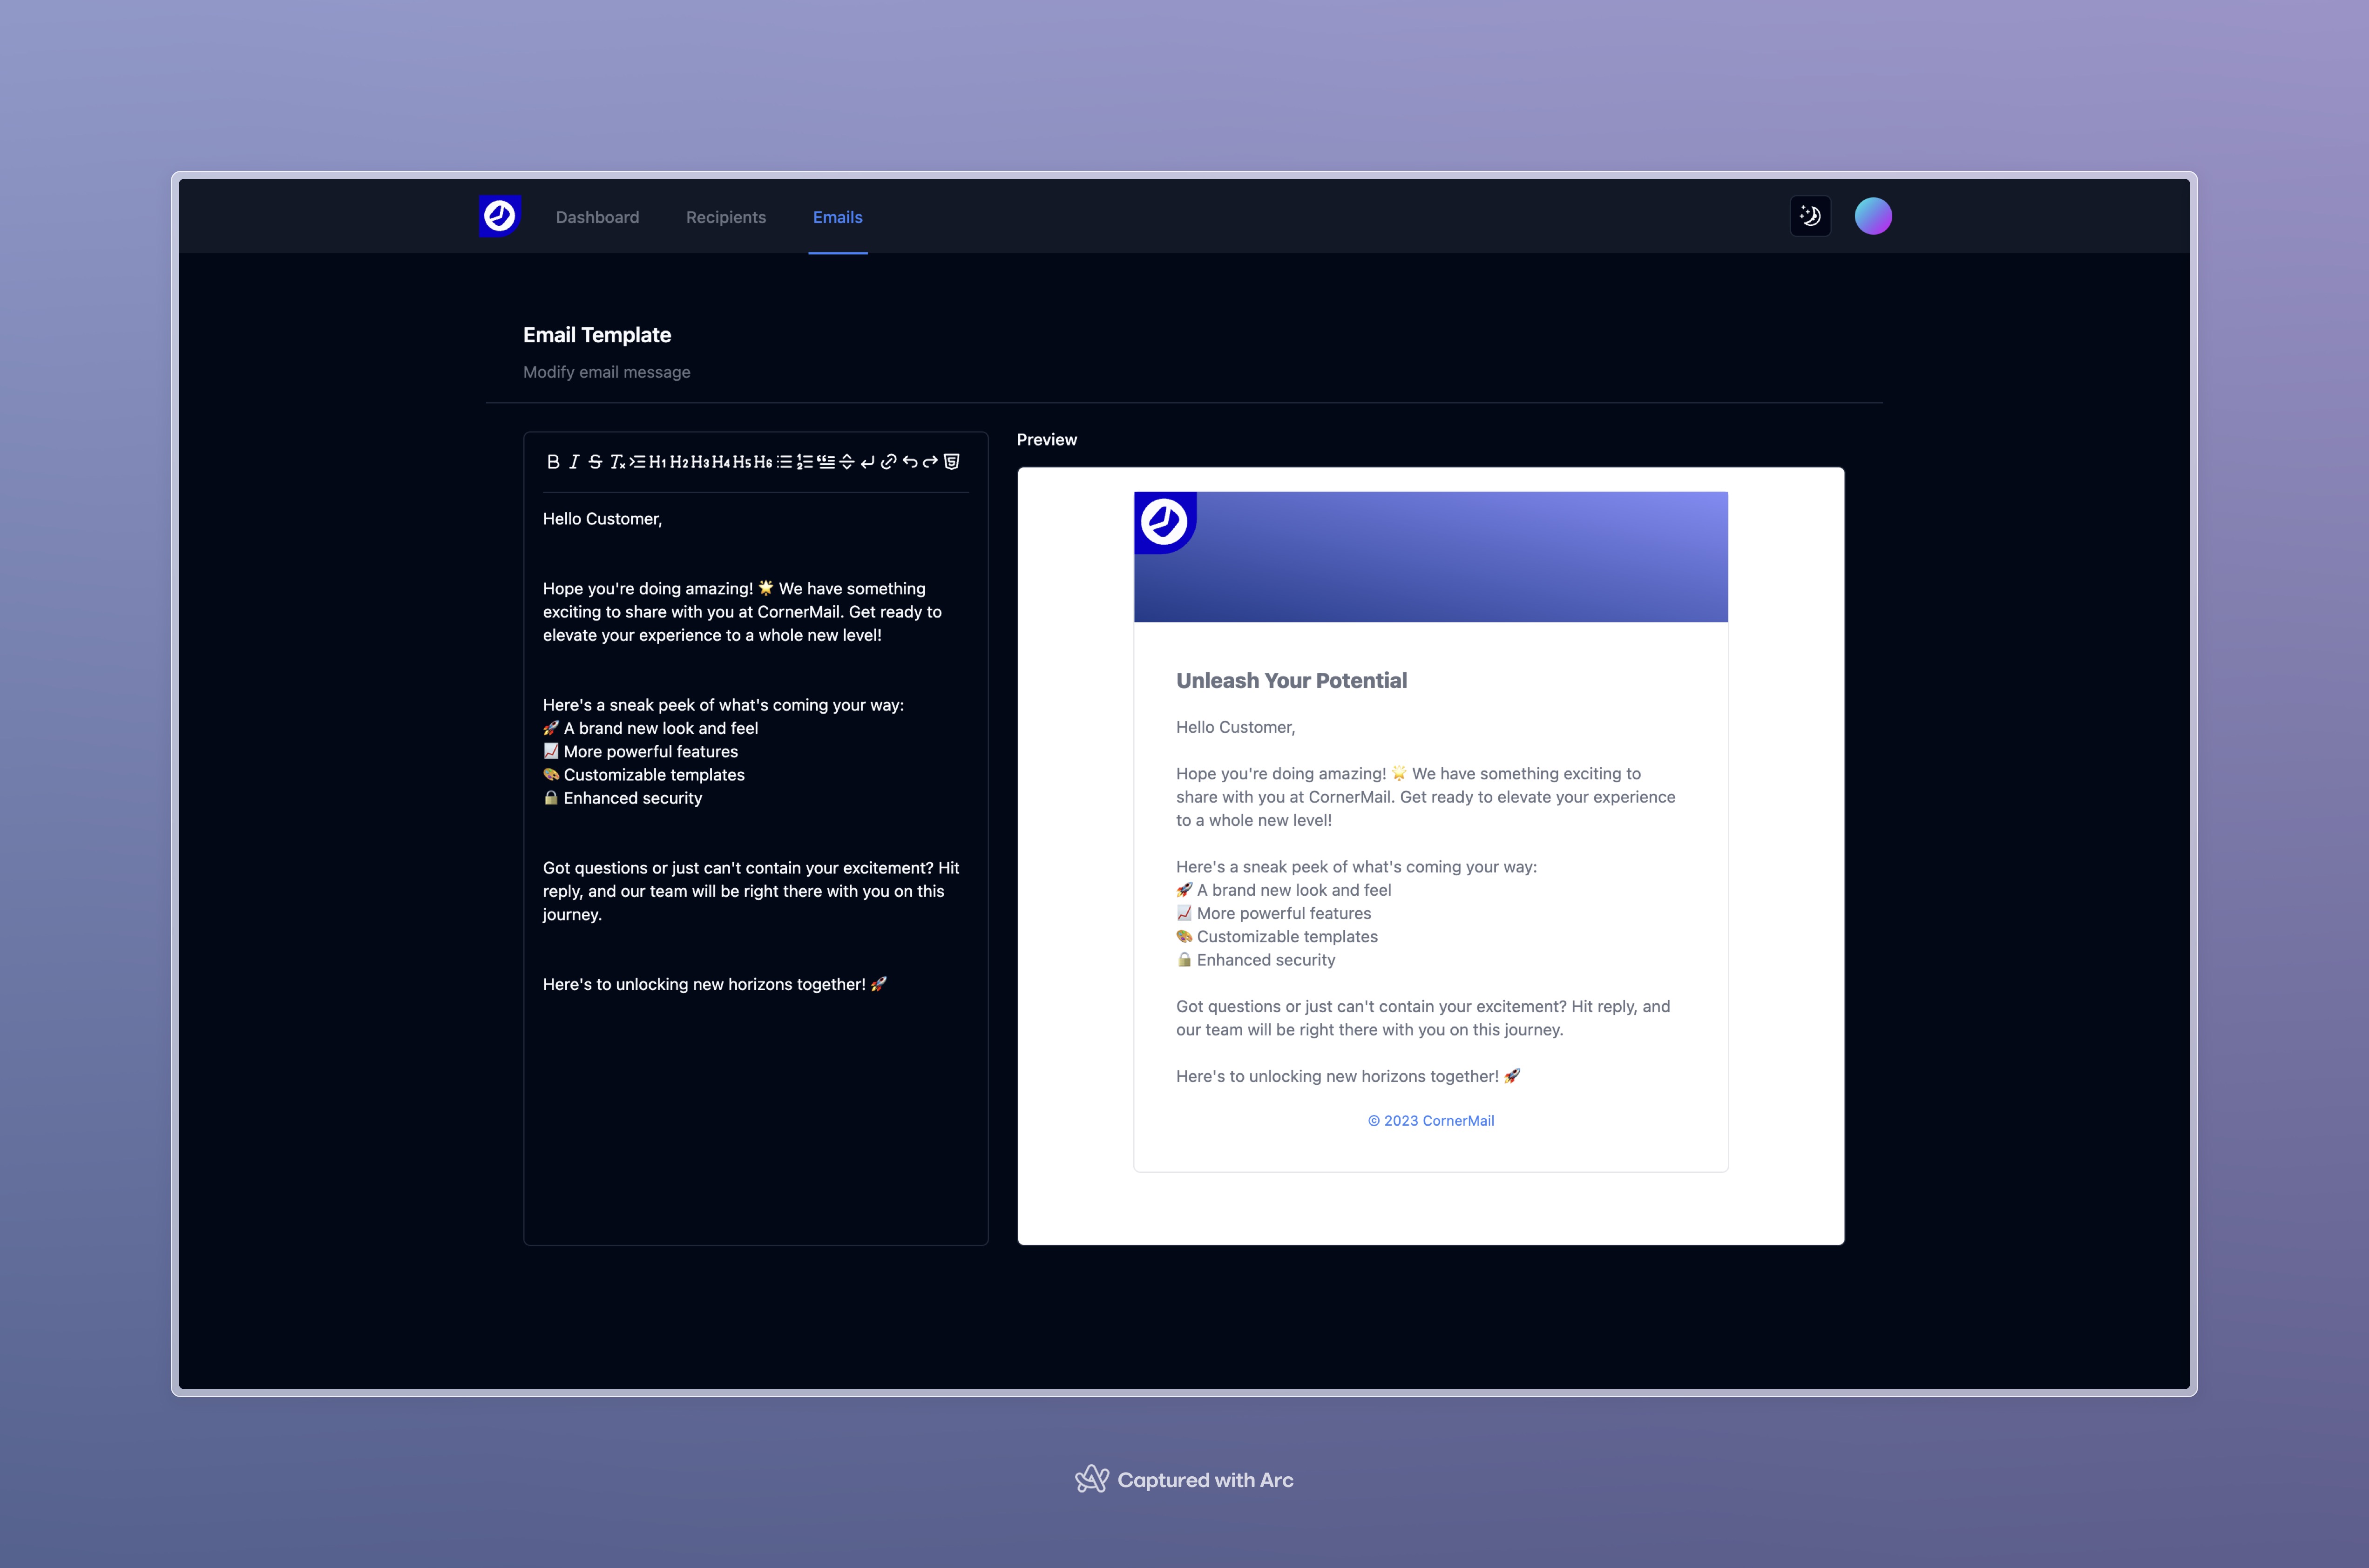 Dashboard
Recipients
Emails
Email Template
Modify email message
B I S Tx H1 H2 H3 H4 H5 H6
Hello Customer,
Hope you're doing amazing! 🌟 We have something
exciting to share with you at CornerMail. Get ready to
elevate your experience to a whole new level!
Here's a sneak peek of what's coming your way:
🚀 A brand new look and feel
📈 More powerful features
🎨 Customizable templates
🔒 Enhanced security
Got questions or just can't contain your excitement? Hit
reply, and our team will be right there with you on this
journey.
Here's to unlocking new horizons together! 🚀
Preview
Unleash Your Potential
Hello Customer,
Hope you're doing amazing! 🌟 We have something exciting to
share with you at CornerMail. Get ready to elevate your experience
to a whole new level!
Here's a sneak peek of what's coming your way:
🚀 A brand new look and feel
📈 More powerful features
🎨 Customizable templates
🔒 Enhanced security
Got questions or just can't contain your excitement? Hit reply, and
our team will be right there with you on this journey.
Here's to unlocking new horizons together! 🚀
© 2023 CornerMail
Captured with Arc